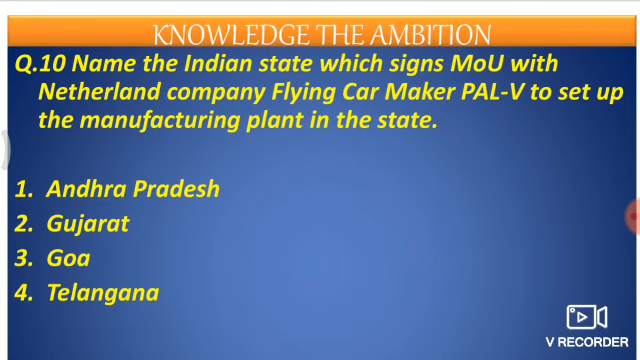 KNOWLEDGE THE AMBITION
Q.10 Name the Indian state which signs MoU with
Netherland company Flying Car Maker PAL-V to set up
the manufacturing plant in the state.
1. Andhra Pradesh
2. Gujarat
3. Goa
4. Telangana
V RECORDER